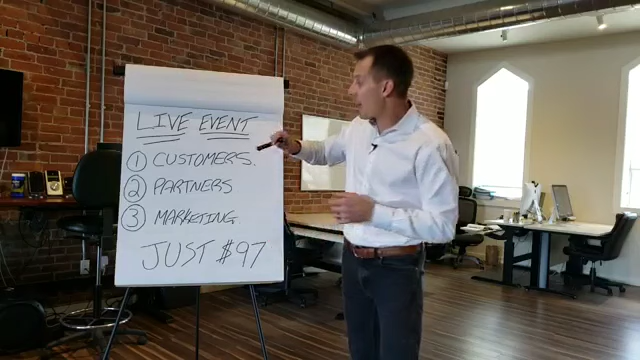 LIVE EVENT
① CUSTOMERS.
② PARTNERS
③ MARKETING
JUST $97